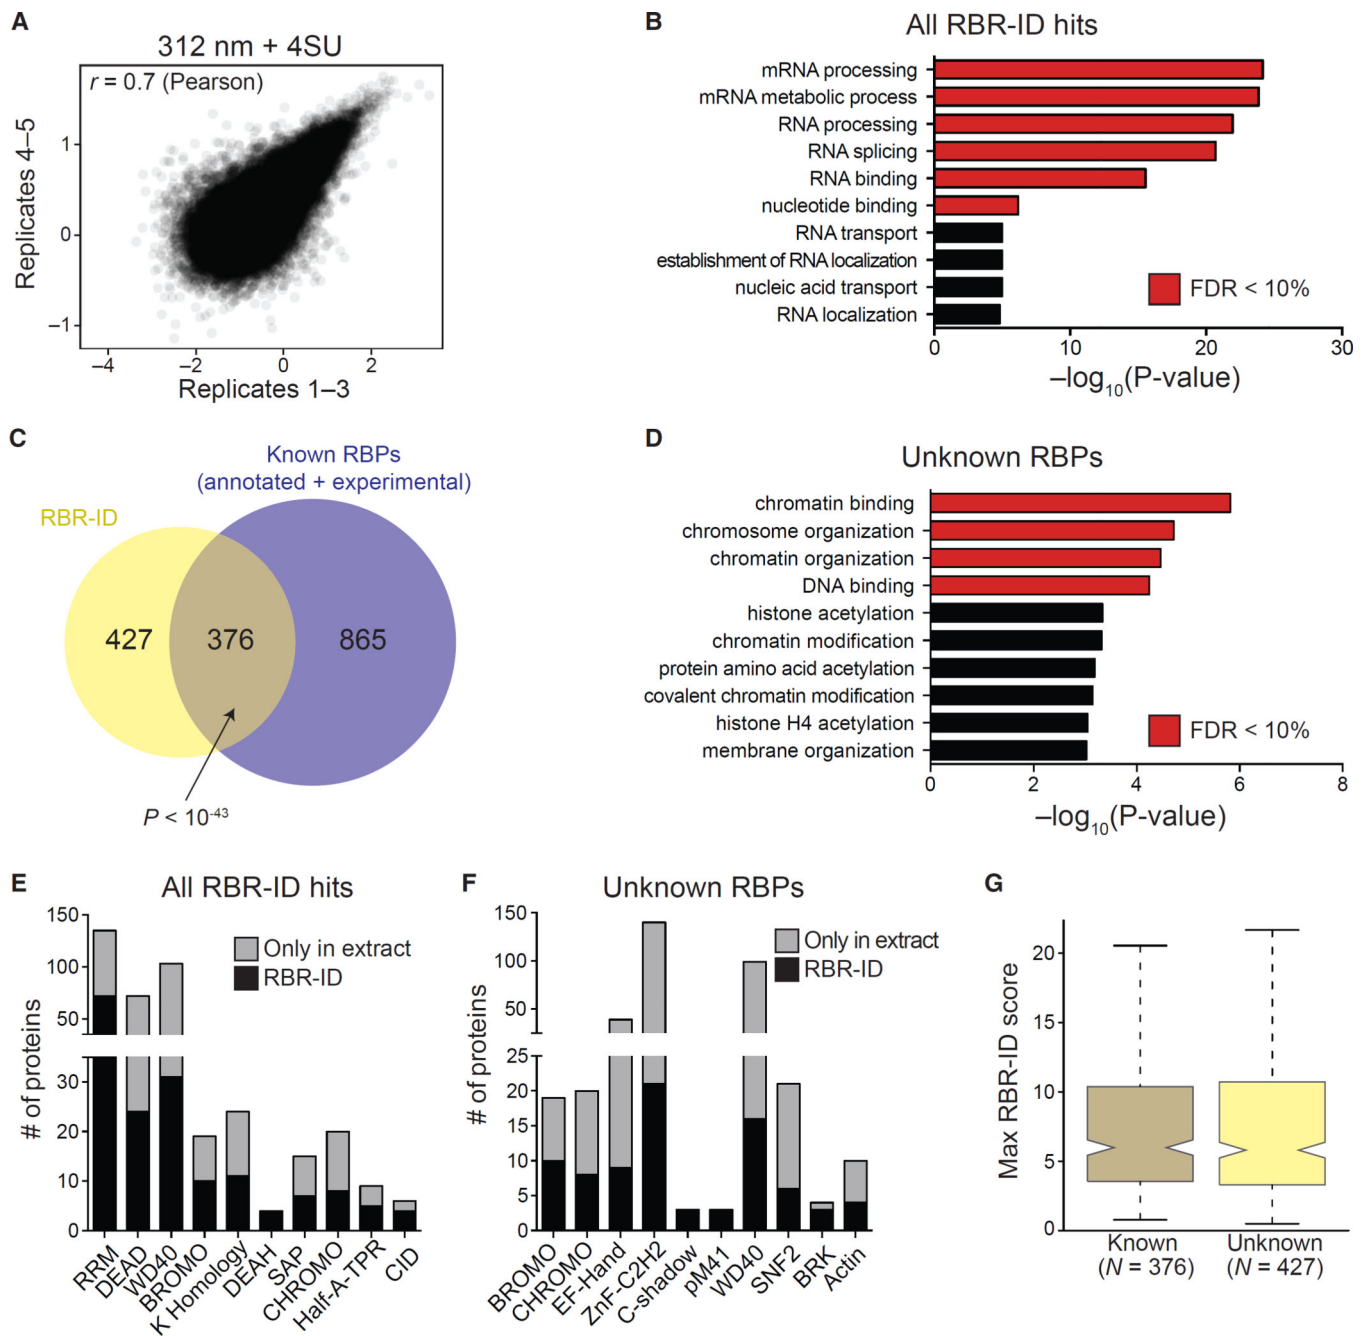 A
312 nm + 4SU
r = 0.7 (Pearson)
Replicates 4–5
1
0
–1
–4
–2
0
2
Replicates 1–3
B
All RBR-ID hits
mRNA processing
mRNA metabolic process
RNA processing
RNA splicing
RNA binding
nucleotide binding
RNA transport
establishment of RNA localization
nucleic acid transport
RNA localization
FDR < 10%
0
10
20
30
–log10(P-value)
C
Known RBPs
(annotated + experimental)
RBR-ID
427
376
865
P < 10-43
D
Unknown RBPs
chromatin binding
chromosome organization
chromatin organization
DNA binding
histone acetylation
chromatin modification
protein amino acid acetylation
covalent chromatin modification
histone H4 acetylation
membrane organization
FDR < 10%
0
2
4
6
8
–log10(P-value)
E
All RBR-ID hits
# of proteins
150
100
50
30
20
10
0
Only in extract
RBR-ID
RRM
DEAD
WD40
BROMO
K Homology
DEAH
SAP
CHROMO
Half-A-TPR
CID
F
Unknown RBPs
# of proteins
150
100
50
25
20
15
10
5
0
Only in extract
RBR-ID
BROMO
CHROMO
EF-Hand
ZnF-C2H2
C-shadow
pM41
WD40
SNF2
BRK
Actin
G
Max RBR-ID score
20
15
10
5
0
Known
(N = 376)
Unknown
(N = 427)